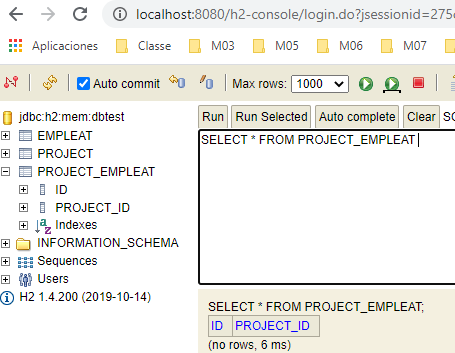 localhost:8080/h2-console/login.do?jsessionid=275
Aplicaciones Classe M03 M05 M06 M07
Auto commit Max rows: 1000
jdbc:h2:mem:dbtest
EMPLEAT
PROJECT
PROJECT_EMPLEAT
ID
PROJECT_ID
Indexes
INFORMATION_SCHEMA
Sequences
Users
H2 1.4.200 (2019-10-14)
Run Run Selected Auto complete Clear
SELECT * FROM PROJECT_EMPLEAT
SELECT * FROM PROJECT_EMPLEAT;
ID PROJECT_ID
(no rows, 6 ms)